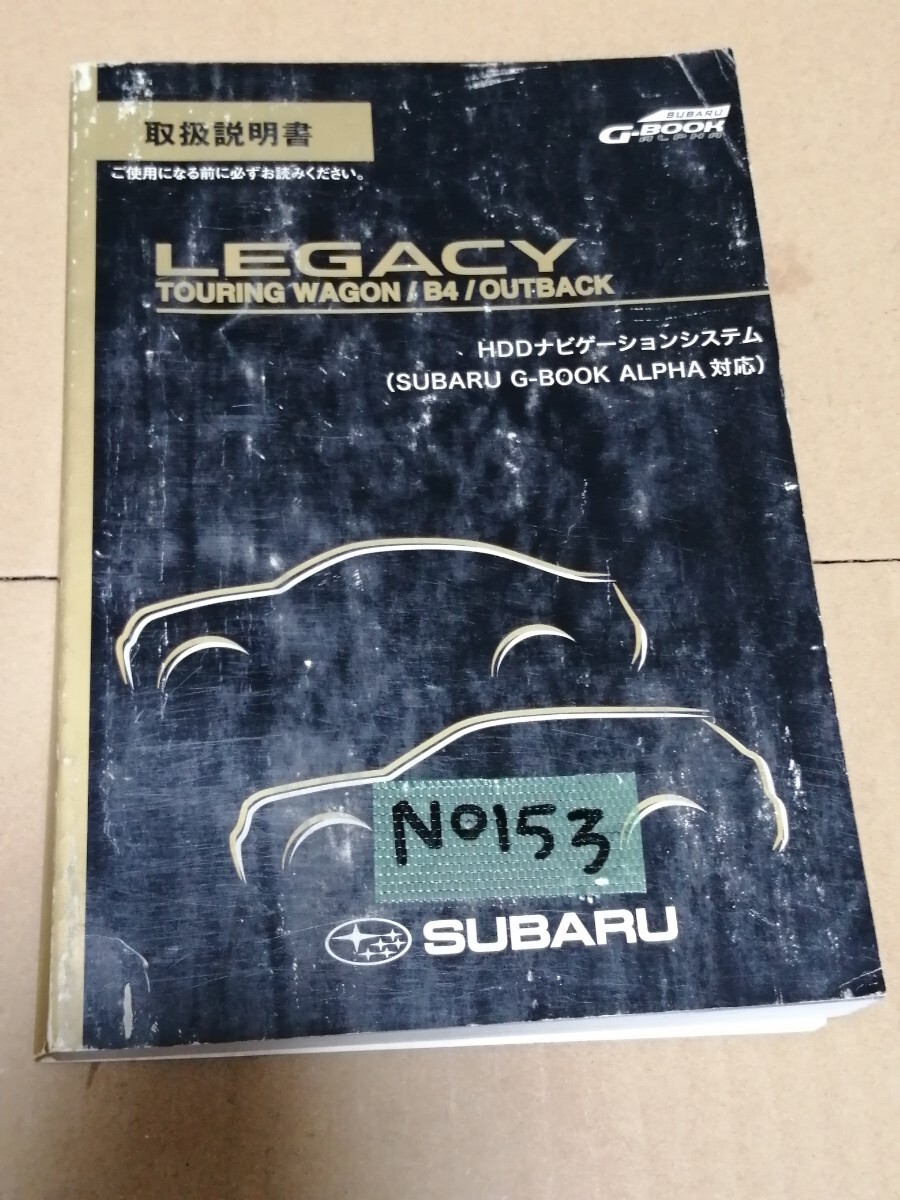 取扱説明書
ご使用になる前に必ずお読みください。
SUBARU
G-BOOK
ALPHA
LEGACY
TOURING WAGON / B4 / OUTBACK
HDDナビゲーションシステム
(SUBARU G-BOOK ALPHA 対応)
NO153
SUBARU